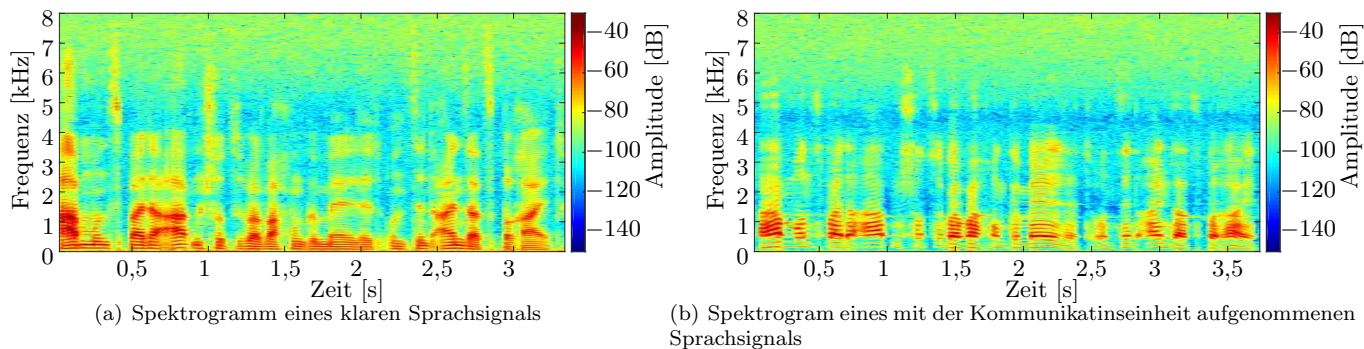 8
7
6
5
4
3
2
1
0
Frequenz [kHz]
0,5 1 1,5 2 2,5 3
Zeit [s]
−40
−60
−80
−100
−120
−140
Amplitude [dB]
(a) Spektrogramm eines klaren Sprachsignals
8
7
6
5
4
3
2
1
0
Frequenz [kHz]
0,5 1 1,5 2 2,5 3 3,5
Zeit [s]
−40
−60
−80
−100
−120
−140
Amplitude [dB]
(b) Spektrogram eines mit der Kommunikatinseinheit aufgenommenen
Sprachsignals